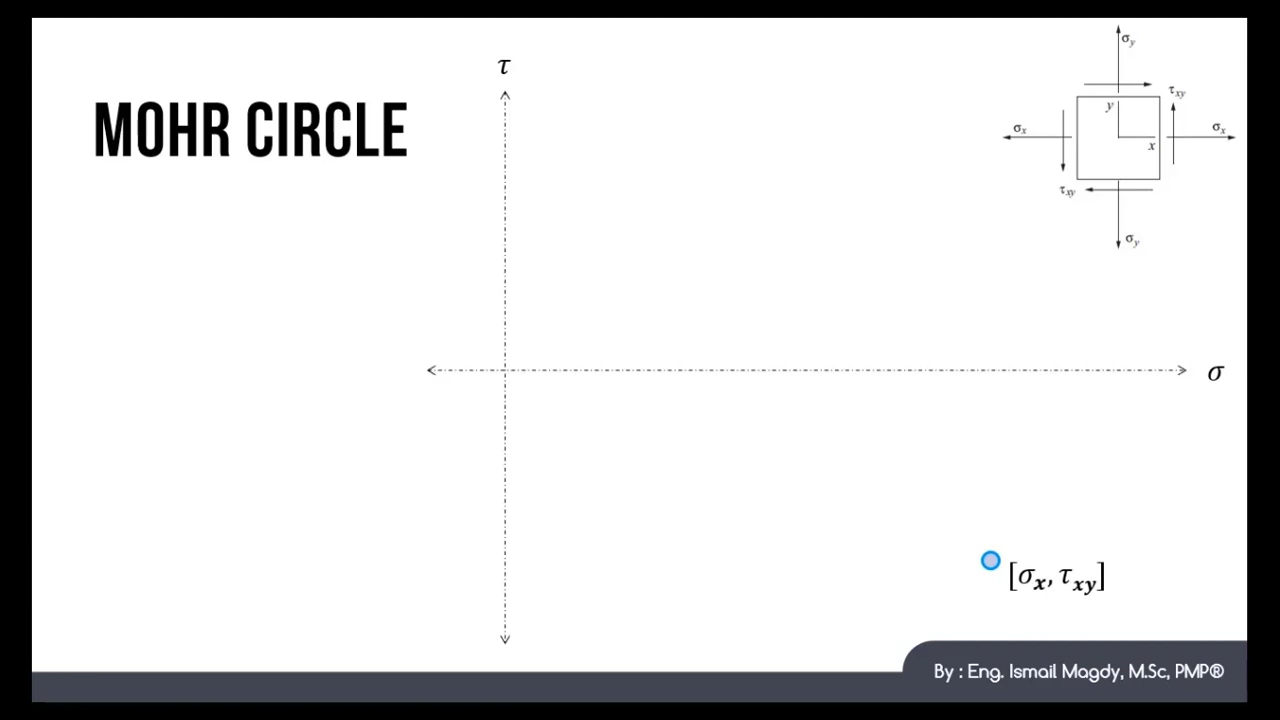 MOHR CIRCLE
τ
σ
σy
τxy
y
σx
σx
x
τxy
σy
[σx, τxy]
By : Eng. Ismail Magdy, M.Sc, PMP®